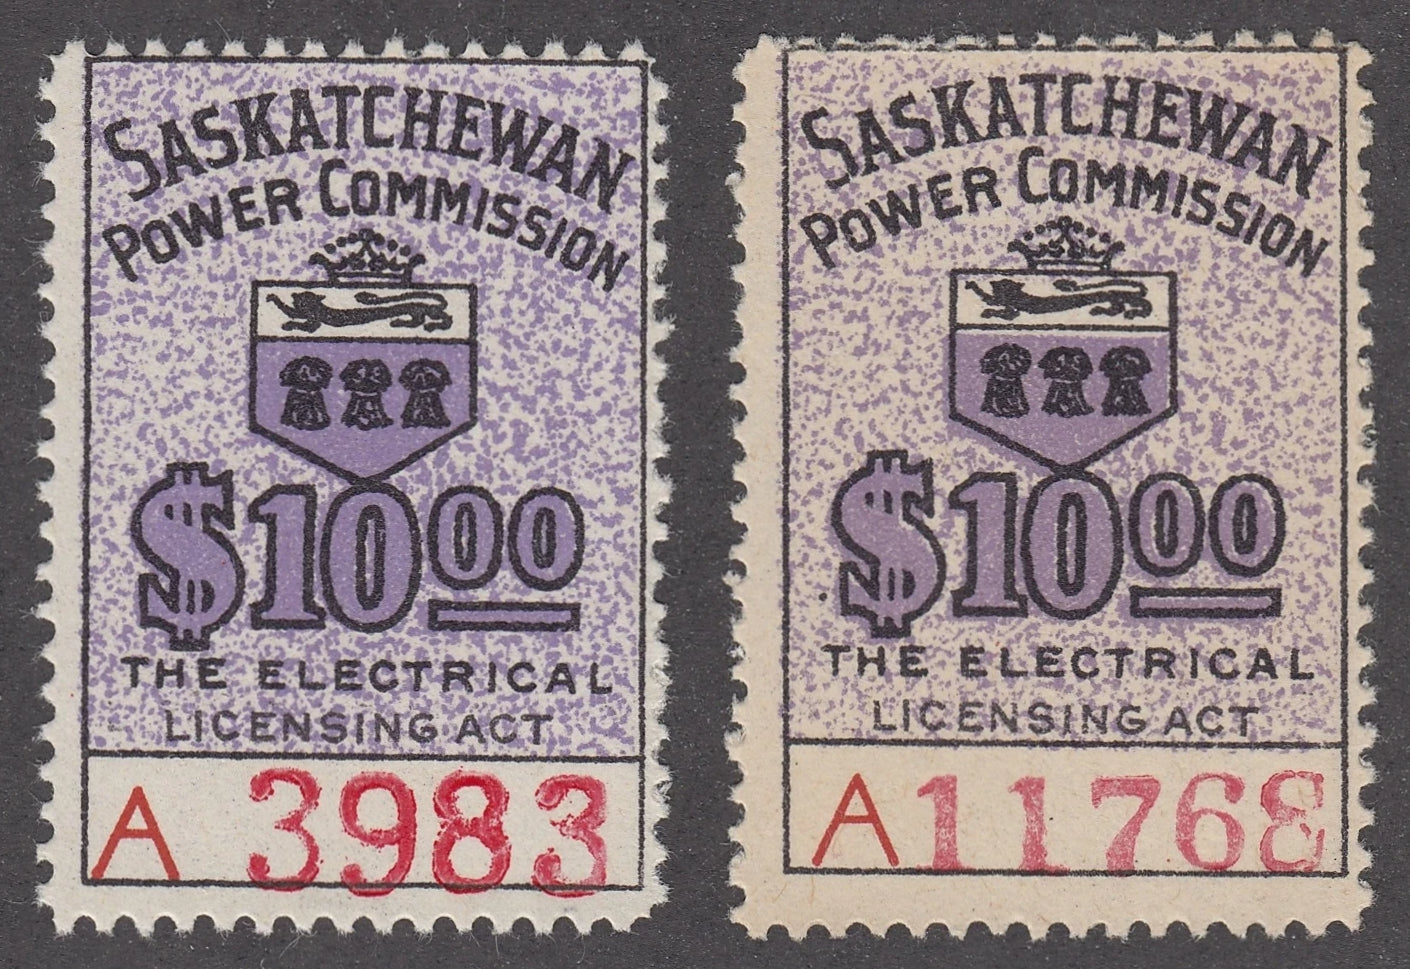 SASKATCHEWAN
POWER COMMISSION
$10.00
THE ELECTRICAL
LICENSING ACT
A 3983
SASKATCHEWAN
POWER COMMISSION
$10.00
THE ELECTRICAL
LICENSING ACT
A11768